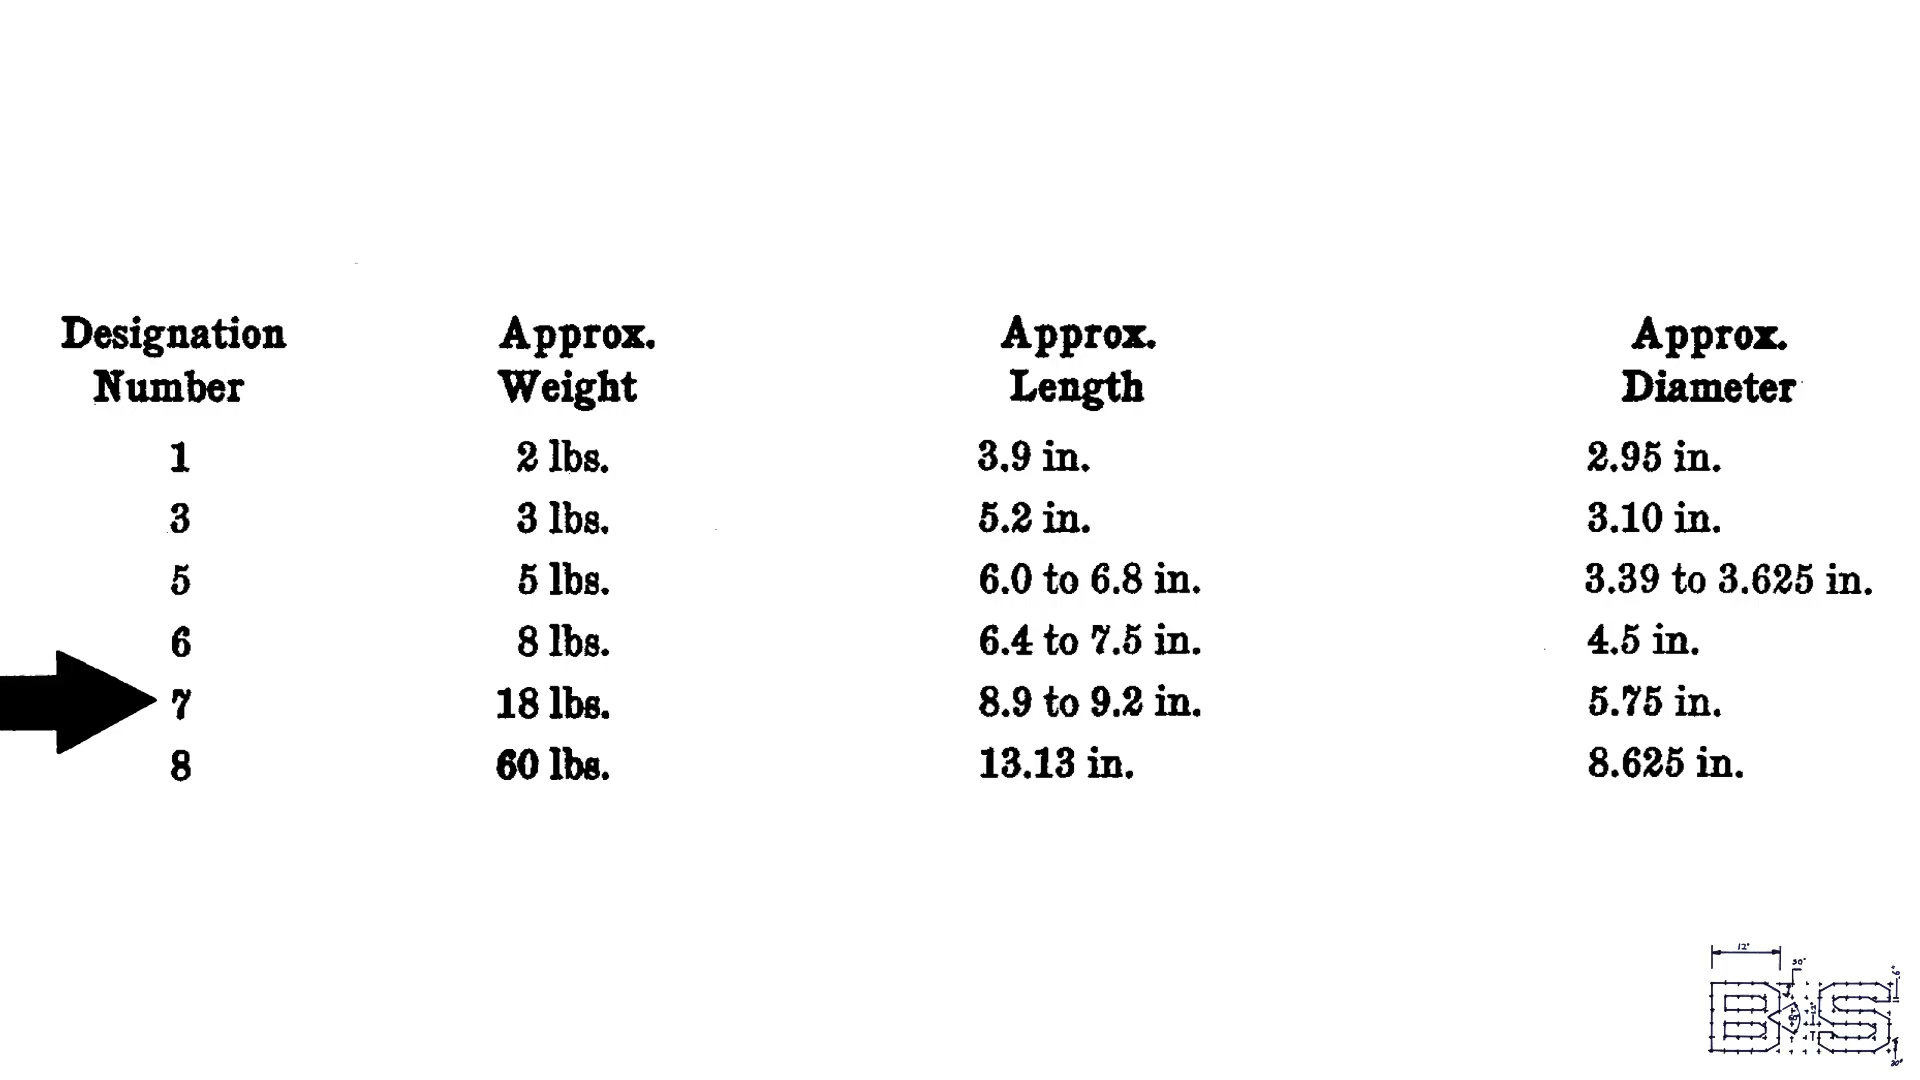 Designation Approx. Approx. Approx.
Number Weight Length Diameter
1 2 lbs. 3.9 in. 2.95 in.
3 3 lbs. 5.2 in. 3.10 in.
5 5 lbs. 6.0 to 6.8 in. 3.39 to 3.625 in.
6 8 lbs. 6.4 to 7.5 in. 4.5 in.
7 18 lbs. 8.9 to 9.2 in. 5.75 in.
8 60 lbs. 13.13 in. 8.625 in.
12"
B S